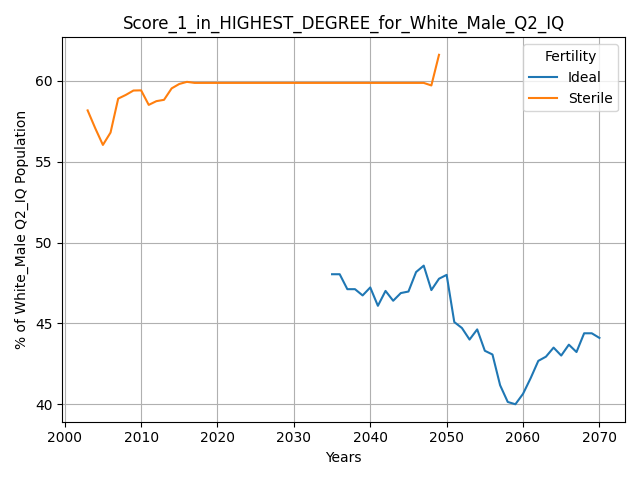 Score_1_in_HIGHEST_DEGREE_for_White_Male_Q2_IQ
% of White_Male Q2_IQ Population
60
55
50
45
40
Fertility
Ideal
Sterile
2000 2010 2020 2030 2040 2050 2060 2070
Years